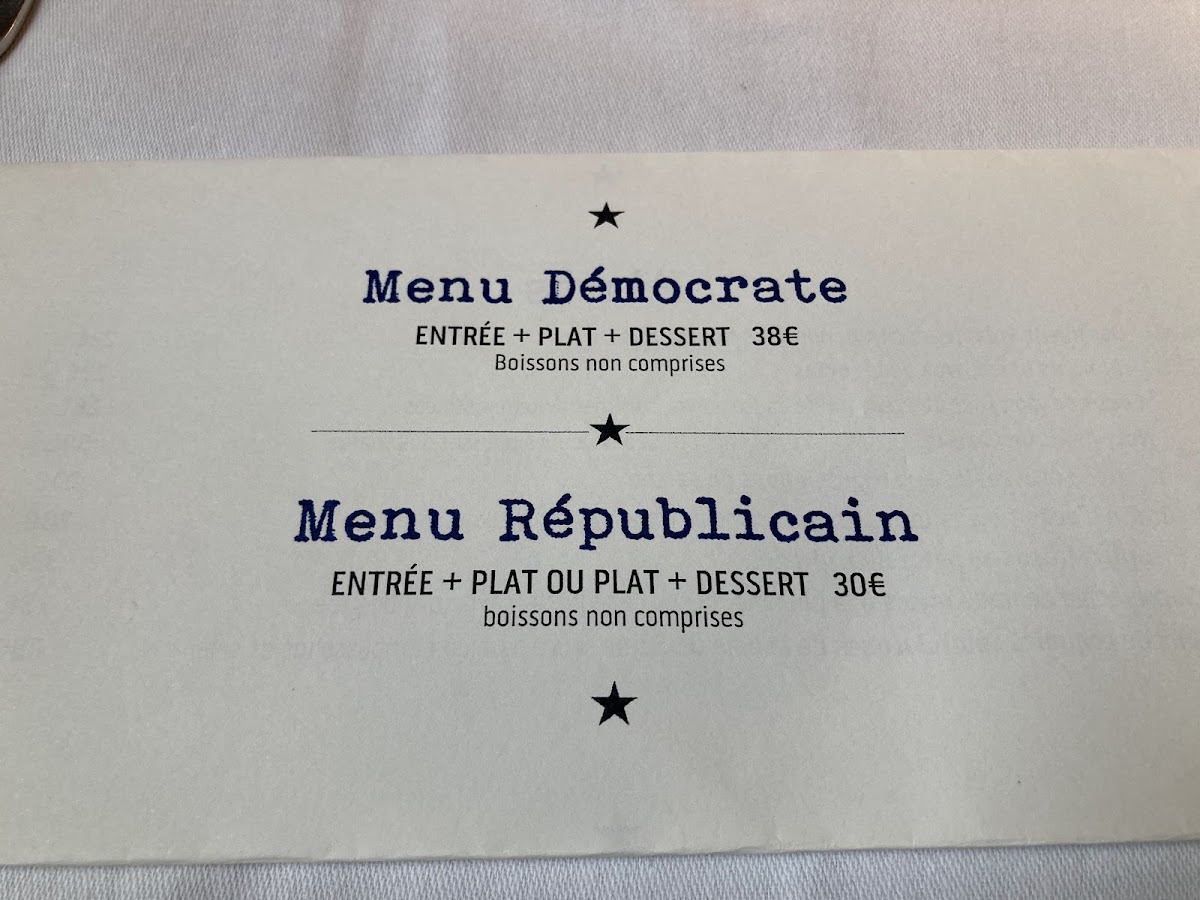 Menu Démocrate
ENTRÉE + PLAT + DESSERT 38€
Boissons non comprises
Menu Républicain
ENTRÉE + PLAT OU PLAT + DESSERT 30€
boissons non comprises